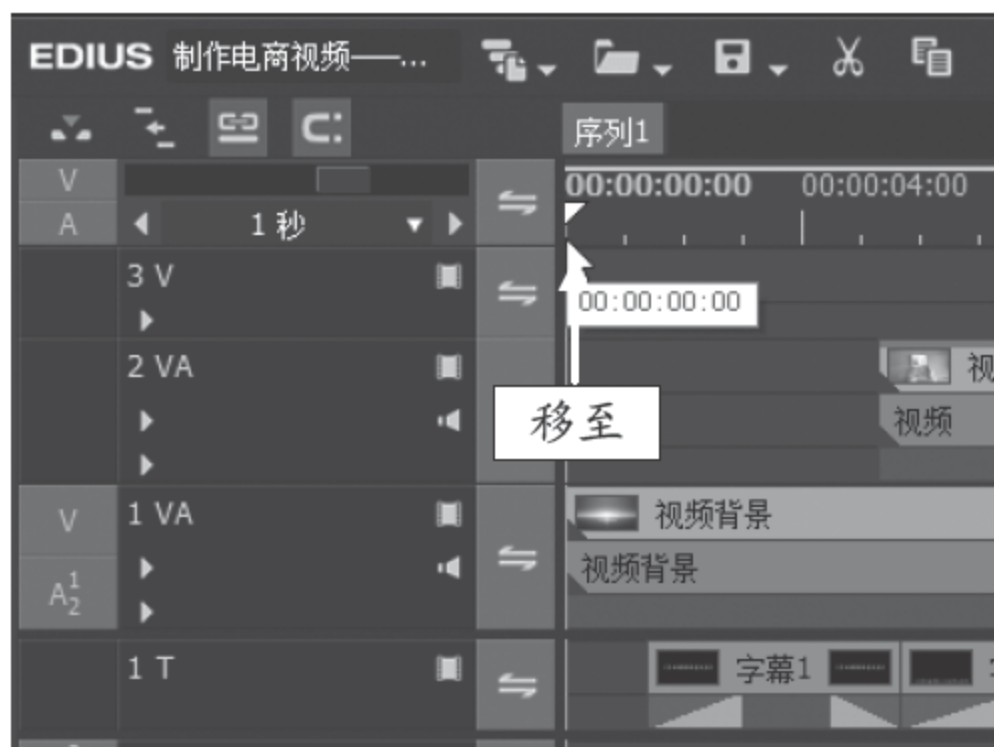 EDIUS 制作电商视频——...
序列1
V
00:00:00:00 00:00:04:00
A 1 秒
3 V
00:00:00:00
2 VA
视
移至
视频
V 1 VA
视频背景
视频背景
A12
1 T
字幕1